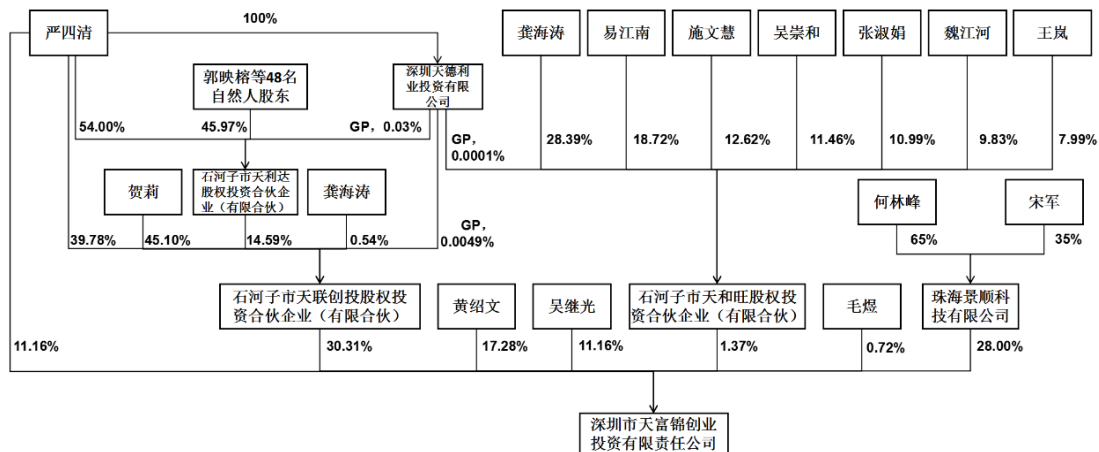 100%
严四清
龚海涛
易江南
施文慧
吴崇和
张淑娟
魏江河
王岚
郭映榕等48名
自然人股东
深圳天德利
业投资有限
公司
54.00%
45.97%
GP，0.03%
GP，
0.0001%
28.39%
18.72%
12.62%
11.46%
10.99%
9.83%
7.99%
贺莉
石河子市天利达
股权投资合伙企
业（有限合伙）
龚海涛
何林峰
宋军
39.78%
45.10%
14.59%
0.54%
GP，
0.0049%
65%
35%
石河子市天联创投股权投
资合伙企业（有限合伙）
黄绍文
吴继光
石河子市天和旺股权投
资合伙企业（有限合伙）
毛煜
珠海景顺科
技有限公司
11.16%
30.31%
17.28%
11.16%
1.37%
0.72%
28.00%
深圳市天富锦创业
投资有限责任公司